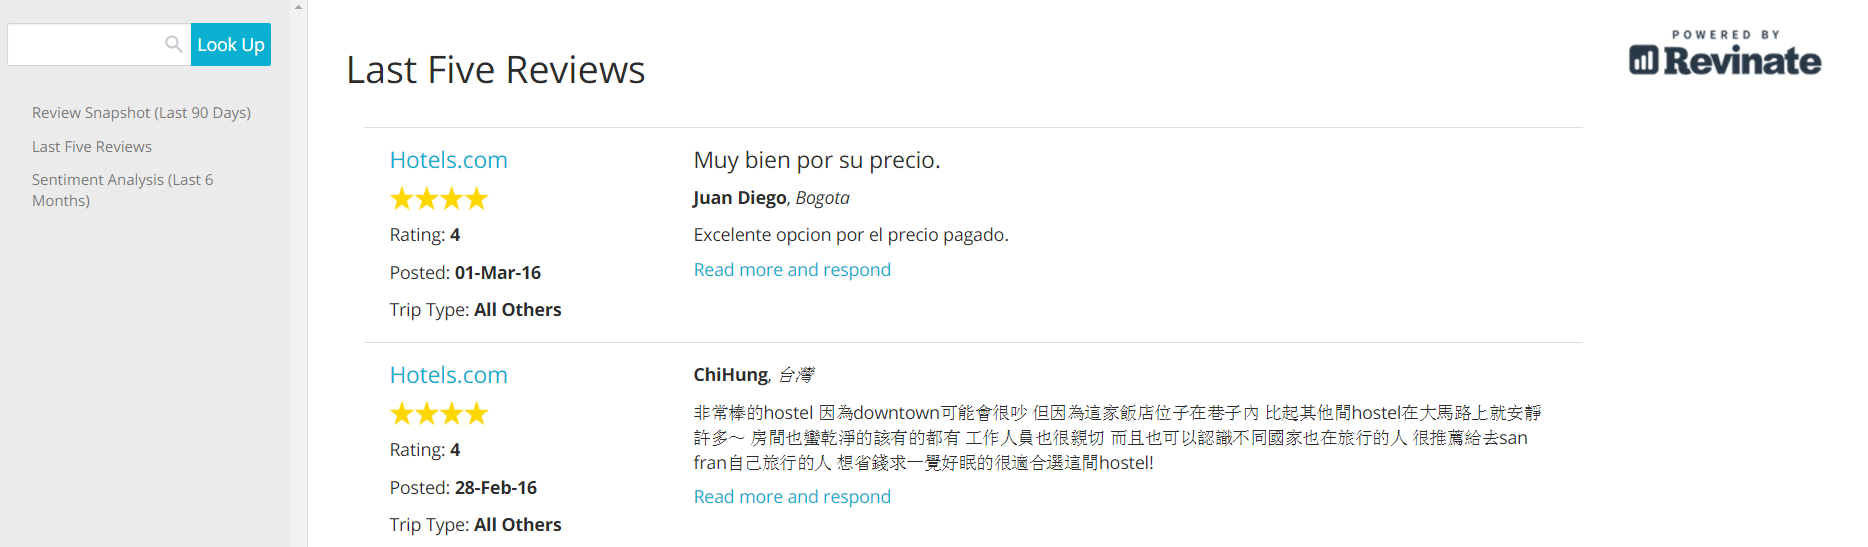 Look Up
Review Snapshot (Last 90 Days)
Last Five Reviews
Sentiment Analysis (Last 6
Months)
POWERED BY
Revinate
Last Five Reviews
Hotels.com
Rating: 4
Posted: 01-Mar-16
Trip Type: All Others
Muy bien por su precio.
Juan Diego, Bogota
Excelente opcion por el precio pagado.
Read more and respond
Hotels.com
Rating: 4
Posted: 28-Feb-16
Trip Type: All Others
ChiHung, 台灣
非常棒的hostel 因為downtown可能會很吵 但因為這家飯店位子在巷子內 比起其他間hostel在大馬路上就安靜
許多～ 房間也蠻乾淨的該有的都有 工作人員也很親切 而且也可以認識不同國家也在旅行的人 很推薦給去san
fran自己旅行的人 想省錢求一覺好眠的很適合選這間hostel!
Read more and respond